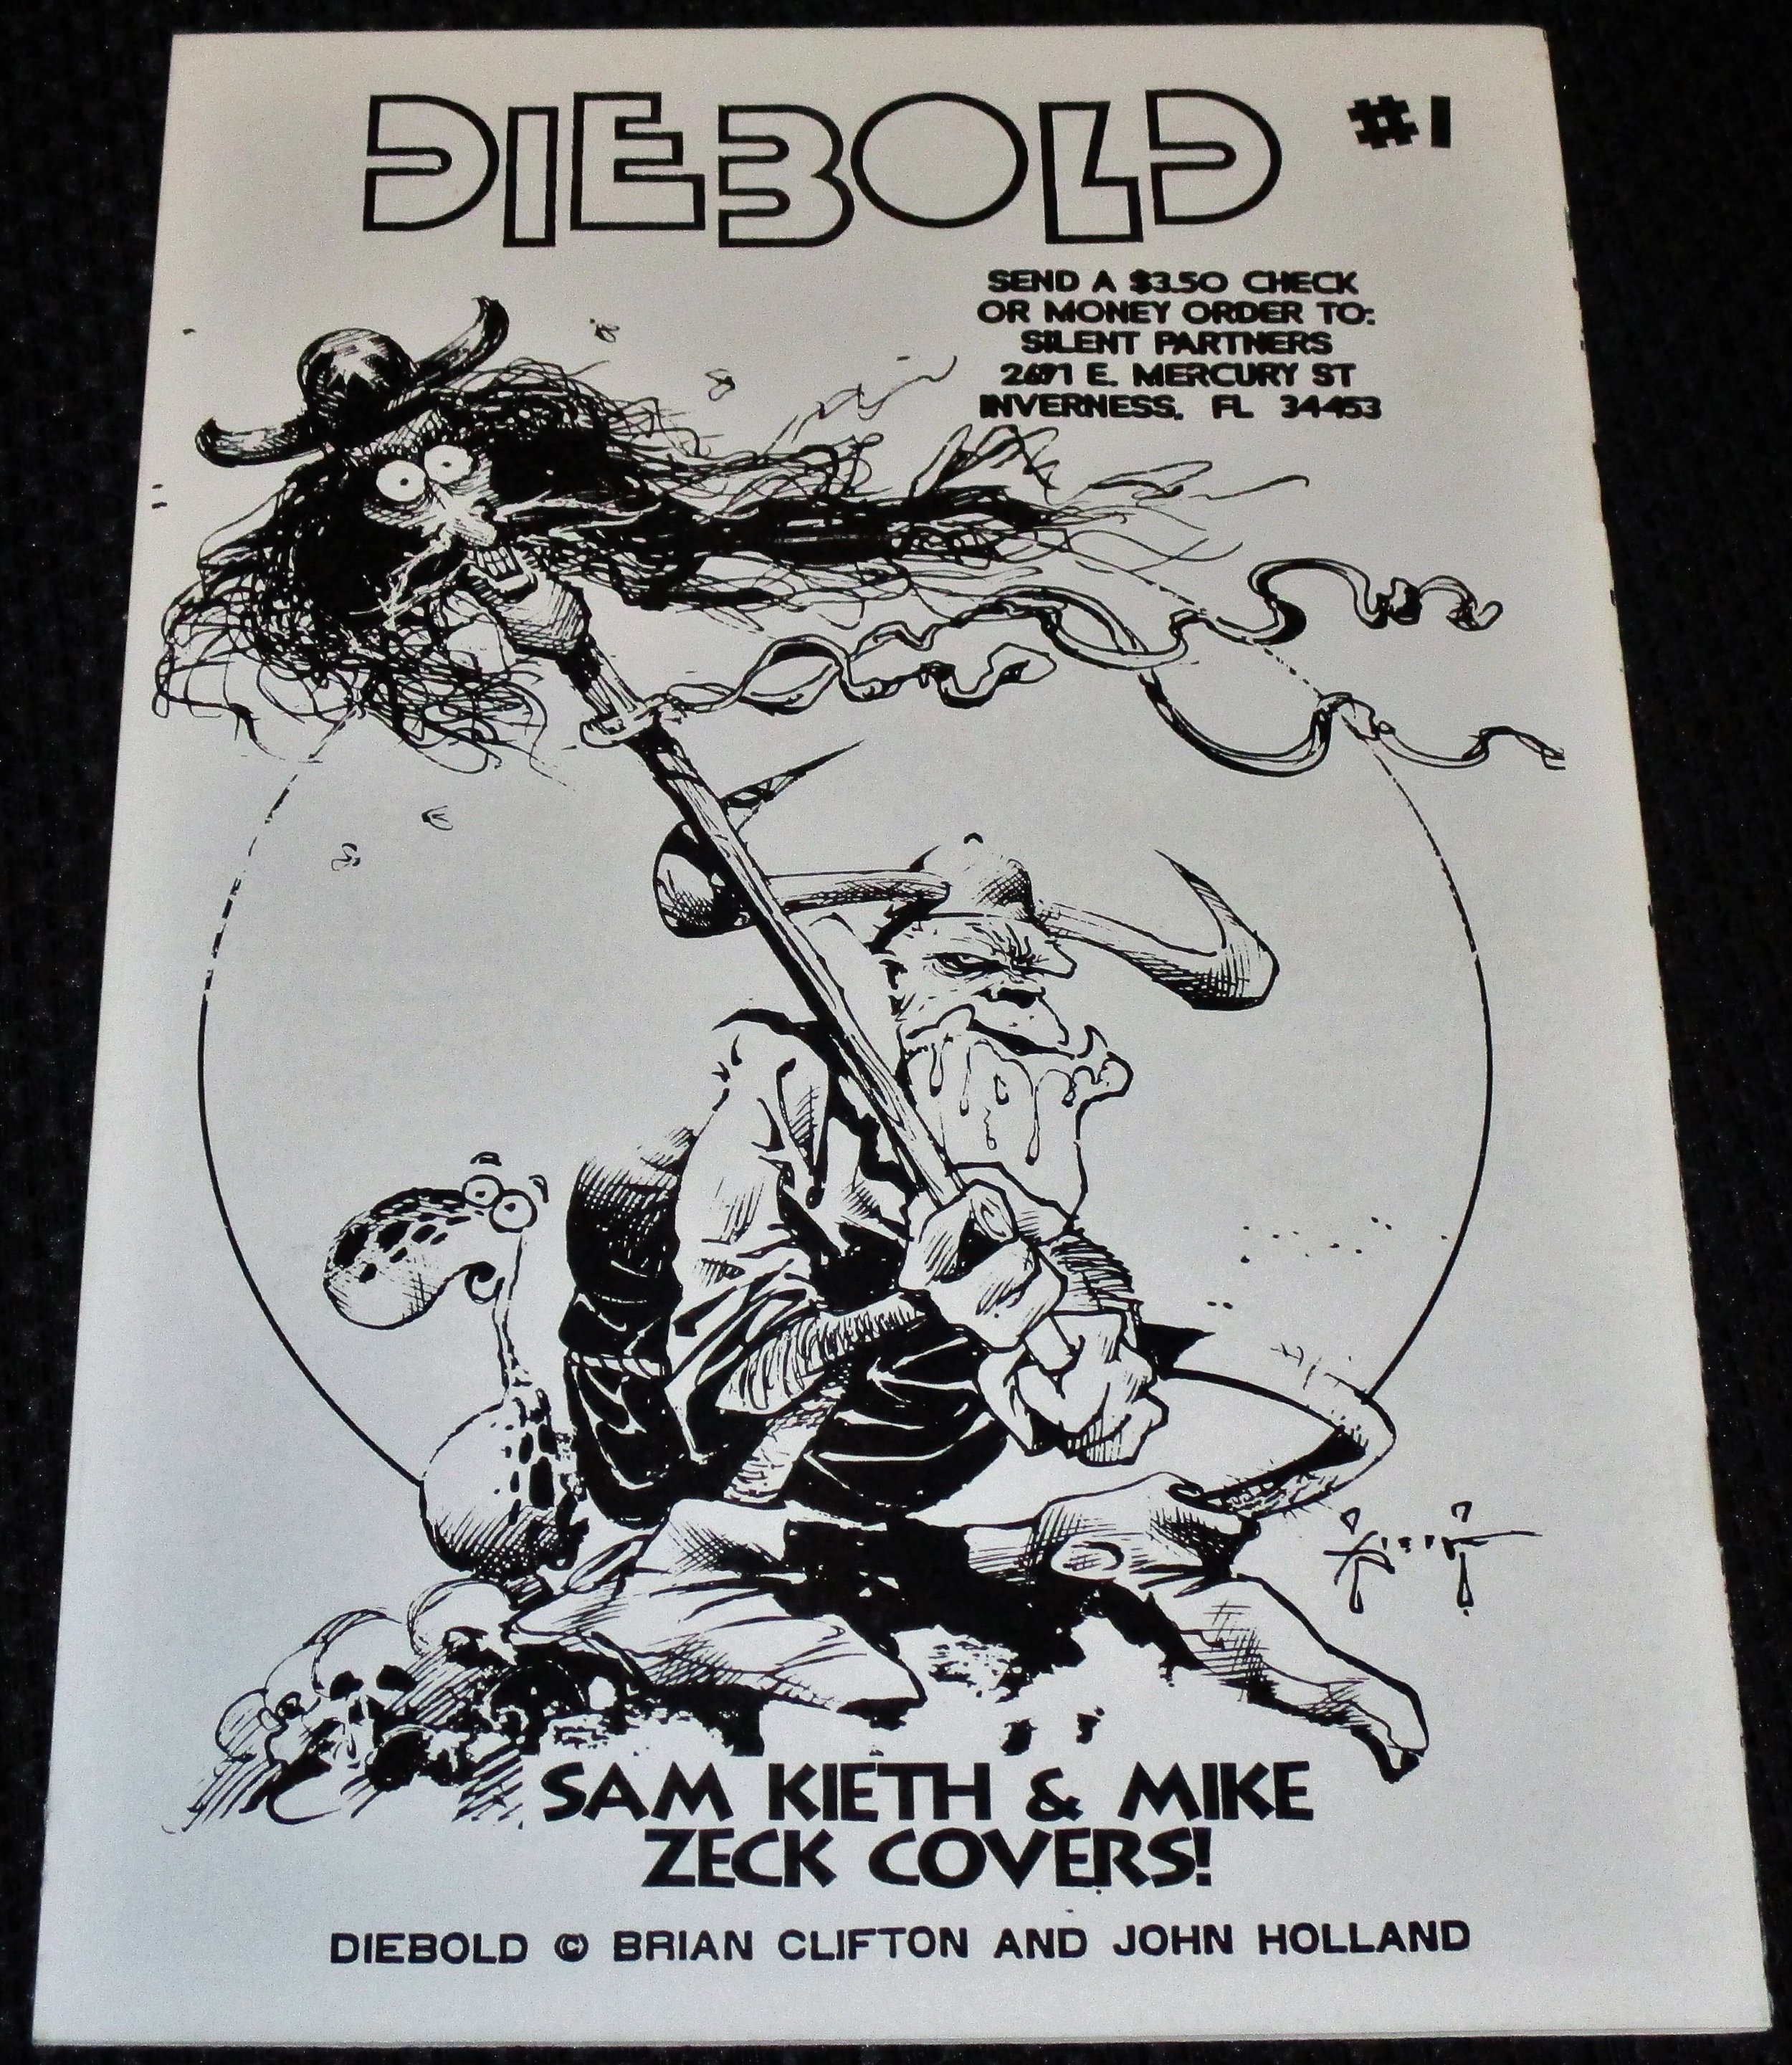 DIEBOLD #1
SEND A $3.50 CHECK
OR MONEY ORDER TO:
SILENT PARTNERS
E. MERCURY ST
INVERNESS, FL 34453
SAM KIETH & MIKE
ZECK COVERS!
DIEBOLD © BRIAN CLIFTON AND JOHN HOLLAND